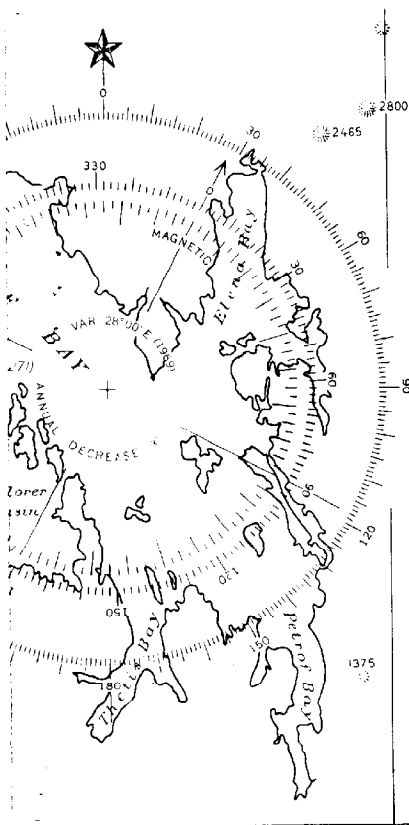 2800
2465
0
30
330
0
MAGNETIC
60
Elena Bay
30
VAR 28°00'E (1969)
BAY
60
90
ANNUAL DECREASE
90
120
120
150
150
Thetis Bay
Petrof Bay
180
1375